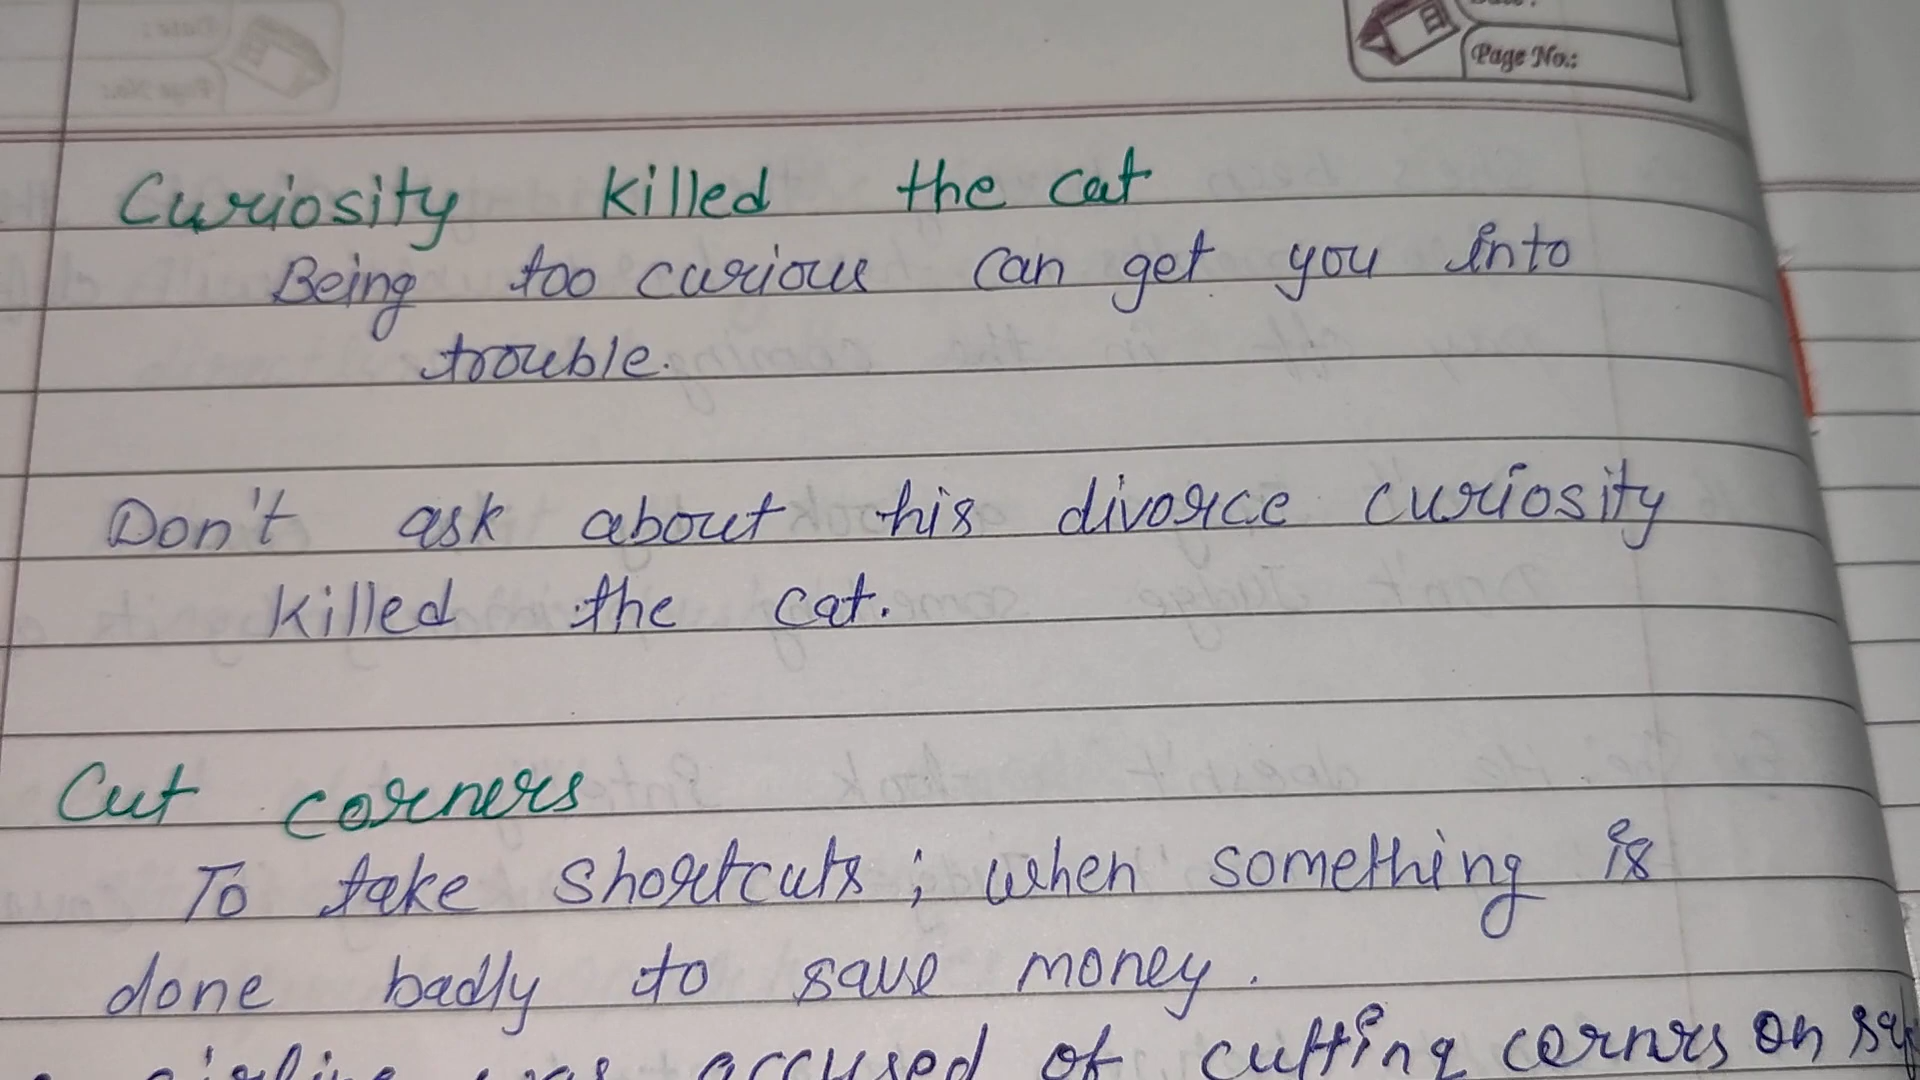 Page No.:
Curiosity killed the cat
Being too curious can get you into
trouble.
Don't ask about his divorce curiosity
killed the cat.
Cut corners
To take shortcuts; when something is
done badly to save money.
airline was accused of cutting corners on